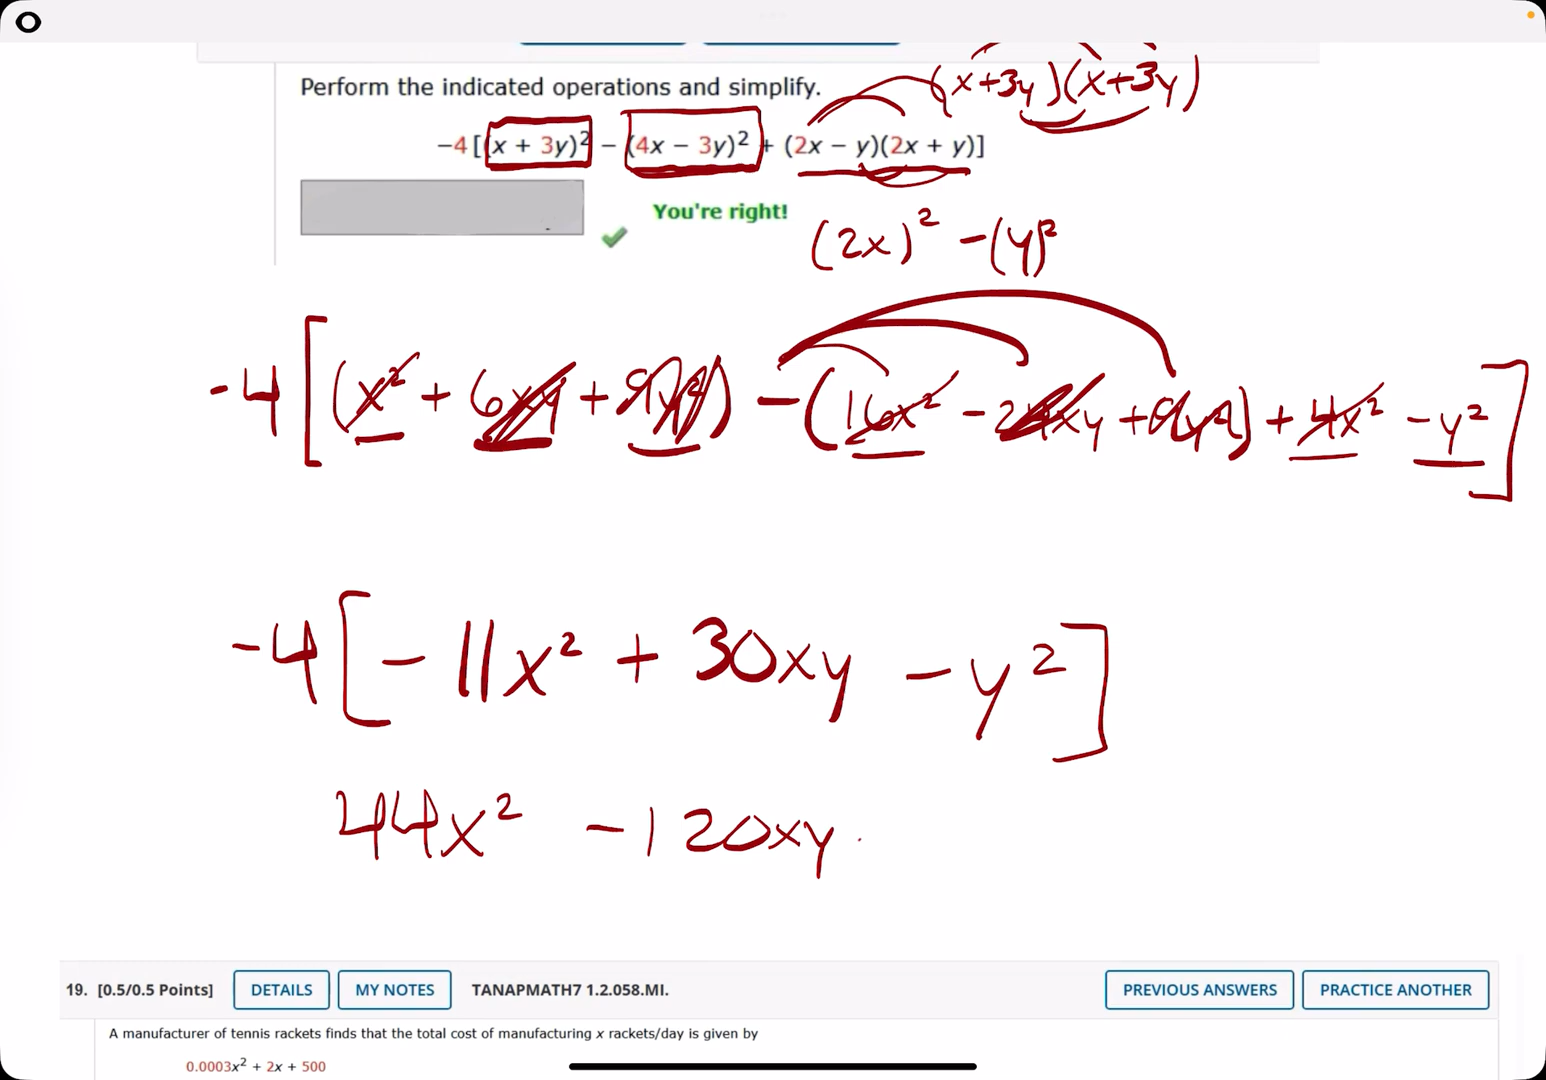 Perform the indicated operations and simplify.
(x+3y)(x+3y)
−4[(x + 3y)² − (4x − 3y)² + (2x − y)(2x + y)]
You're right!
(2x)² −(y)²
-4[(x² + 6xy + 9y²) −(16x² − 24xy + 9y²) + 4x² − y²]
-4[− 11x² + 30xy − y²]
44x² − 120xy
19. [0.5/0.5 Points] DETAILS MY NOTES TANAPMATH7 1.2.058.MI. PREVIOUS ANSWERS PRACTICE ANOTHER
A manufacturer of tennis rackets finds that the total cost of manufacturing x rackets/day is given by
0.0003x² + 2x + 500